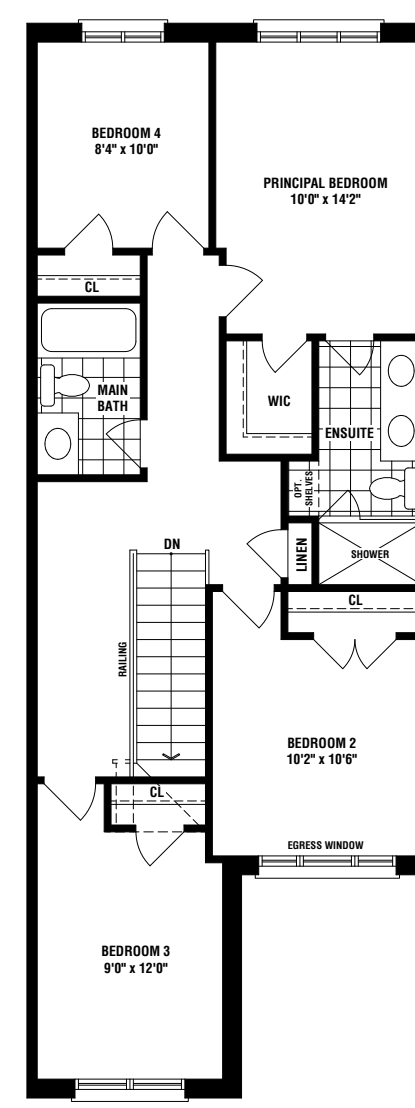 BEDROOM 4
8'4" x 10'0"
PRINCIPAL BEDROOM
10'0" x 14'2"
CL
MAIN
BATH
WIC
ENSUITE
OPT.
SHELVES
LINEN
SHOWER
DN
CL
RAILING
BEDROOM 2
10'2" x 10'6"
CL
EGRESS WINDOW
BEDROOM 3
9'0" x 12'0"